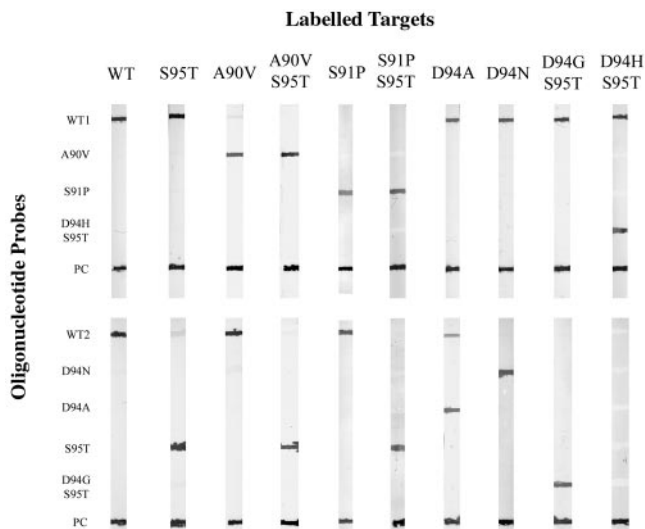 Labelled Targets
WT S95T A90V A90V S95T S91P S91P S95T D94A D94N D94G S95T D94H S95T
Oligonucleotide Probes
WT1
A90V
S91P
D94H
S95T
PC
WT2
D94N
D94A
S95T
D94G
S95T
PC